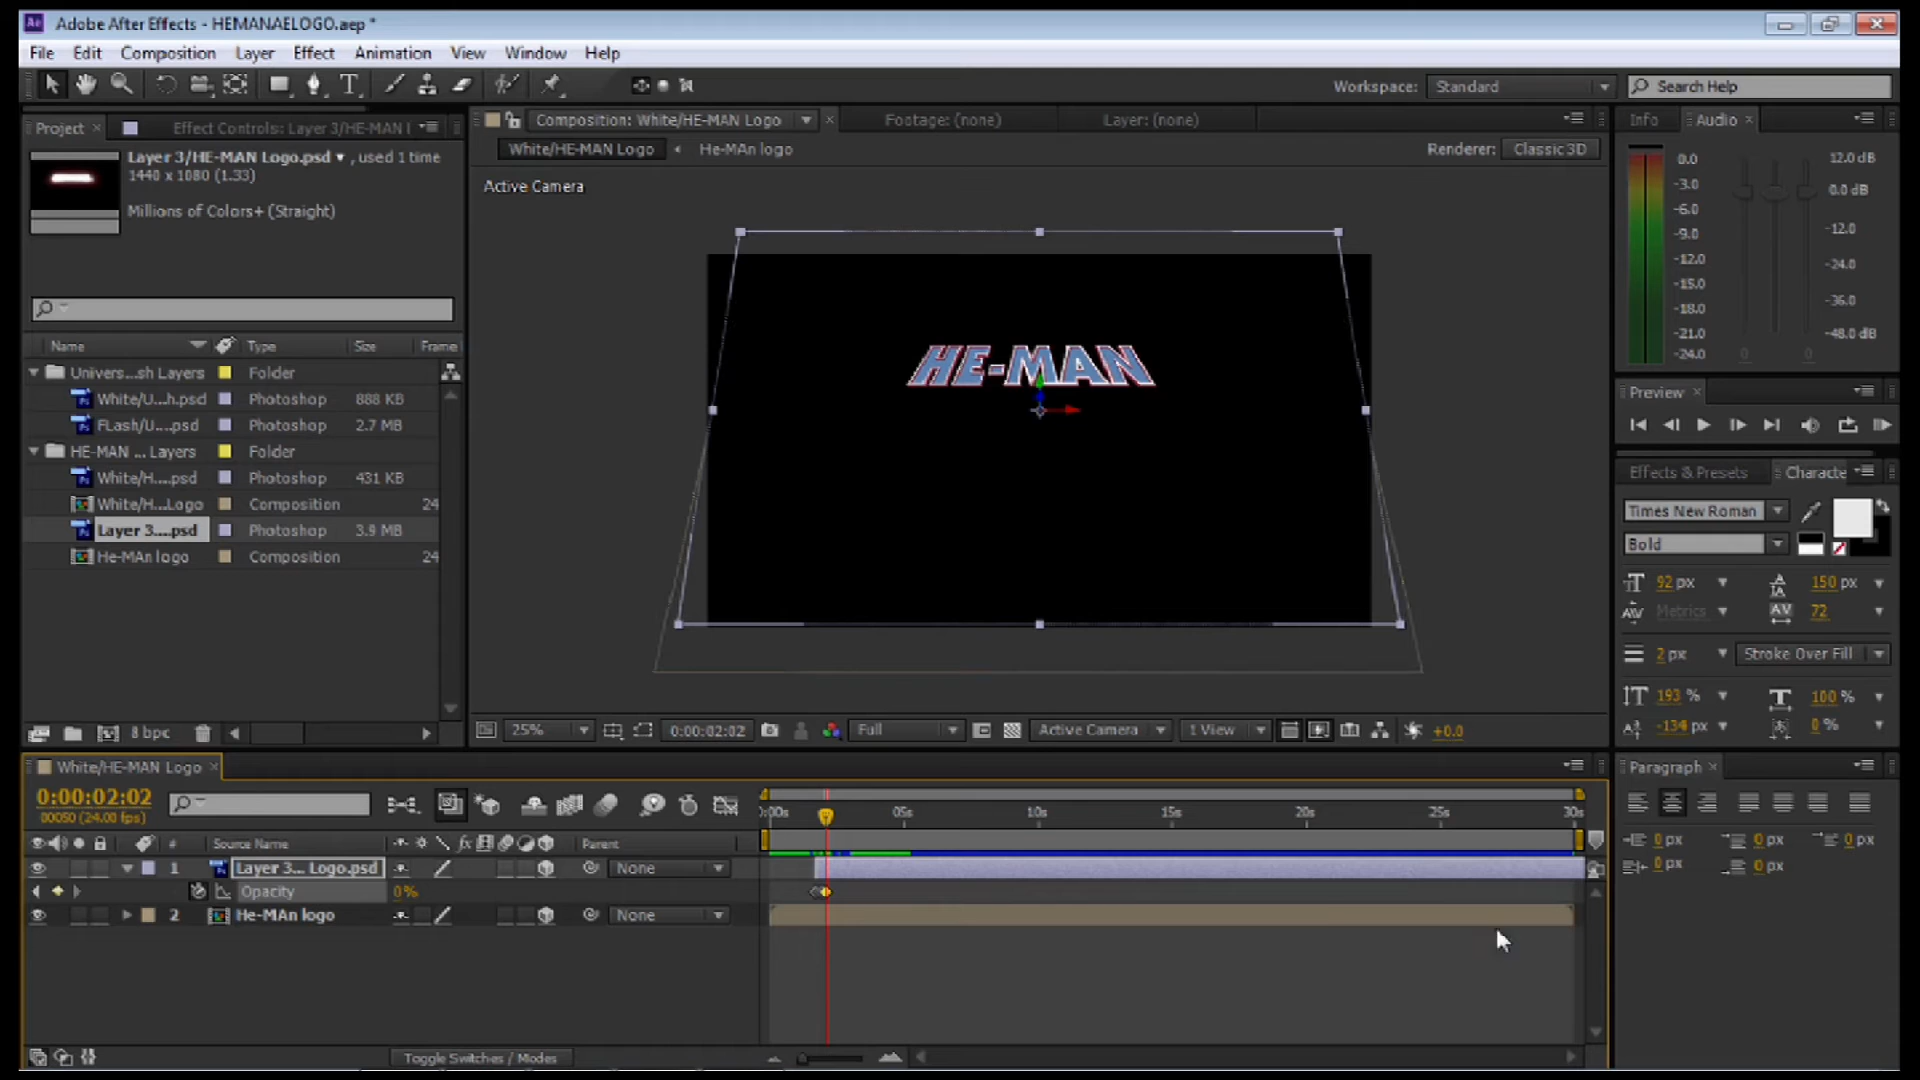 Adobe After Effects - HEMANAELOGO.aep *
File Edit Composition Layer Effect Animation View Window Help
Workspace: Standard Search Help
Project Effect Controls: Layer 3/HE-MAN l
Composition: White/HE-MAN Logo Footage: (none) Layer: (none)
Info Audio
Layer 3/HE-MAN Logo.psd , used 1 time
1440 x 1080 (1.33)
Millions of Colors+ (Straight)
White/HE-MAN Logo He-MAn logo Renderer: Classic 3D
Active Camera
HE-MAN
0.0 12.0 dB
-3.0 0.0 dB
-6.0
-9.0 -12.0
-12.0 -24.0
-15.0
-18.0 -36.0
-21.0 -48.0 dB
-24.0 0 0
Preview
Name Type Size Frame
Univers...sh Layers Folder
White/U...h.psd Photoshop 888 KB
FLash/U....psd Photoshop 2.7 MB
HE-MAN ... Layers Folder
White/H....psd Photoshop 431 KB
White/H...Logo Composition 24
Layer 3....psd Photoshop 3.9 MB
He-MAn logo Composition 24
8 bpc
Effects & Presets Characte
Times New Roman
Bold
92 px 150 px
Metrics 72
2 px Stroke Over Fill
193 % 100 %
-134 px 0 %
25% 0:00:02:02 Full Active Camera 1 View +0.0
White/HE-MAN Logo
0:00:02:02
00050 (24.00 fps)
:00s 05s 10s 15s 20s 25s 30s
# Source Name Parent
1 Layer 3... Logo.psd None
Opacity 0%
2 He-MAn logo None
Toggle Switches / Modes
Paragraph
0 px 0 px 0 px
0 px 0 px